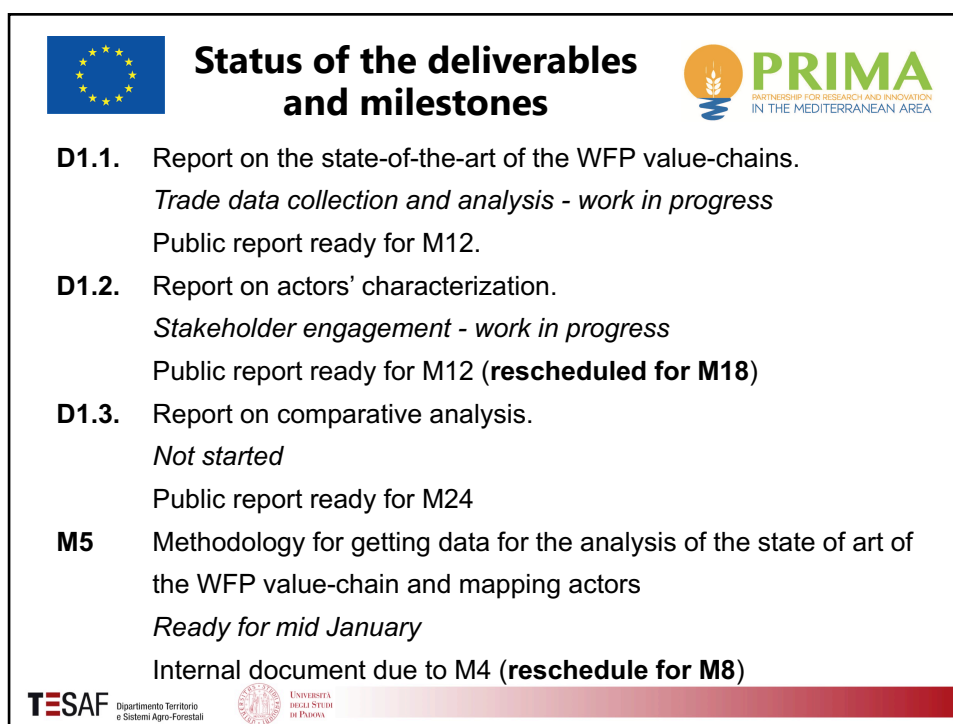 Status of the deliverables
and milestones
PRIMA
PARTNERSHIP FOR RESEARCH AND INNOVATION
IN THE MEDITERRANEAN AREA
D1.1. Report on the state-of-the-art of the WFP value-chains.
Trade data collection and analysis - work in progress
Public report ready for M12.
D1.2. Report on actors’ characterization.
Stakeholder engagement - work in progress
Public report ready for M12 (rescheduled for M18)
D1.3. Report on comparative analysis.
Not started
Public report ready for M24
M5 Methodology for getting data for the analysis of the state of art of
the WFP value-chain and mapping actors
Ready for mid January
Internal document due to M4 (reschedule for M8)
TESAF
Dipartimento Territorio
e Sistemi Agro-Forestali
UNIVERSITÀ
DEGLI STUDI
DI PADOVA